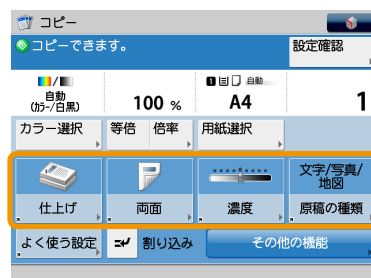 コピー
コピーできます。
設定確認
自動
(ｶﾗｰ/白黒)
100 %
1 自動
A4
1
カラー選択
等倍
倍率
用紙選択
文字/写真/
地図
仕上げ
両面
濃度
原稿の種類
よく使う設定
割り込み
その他の機能